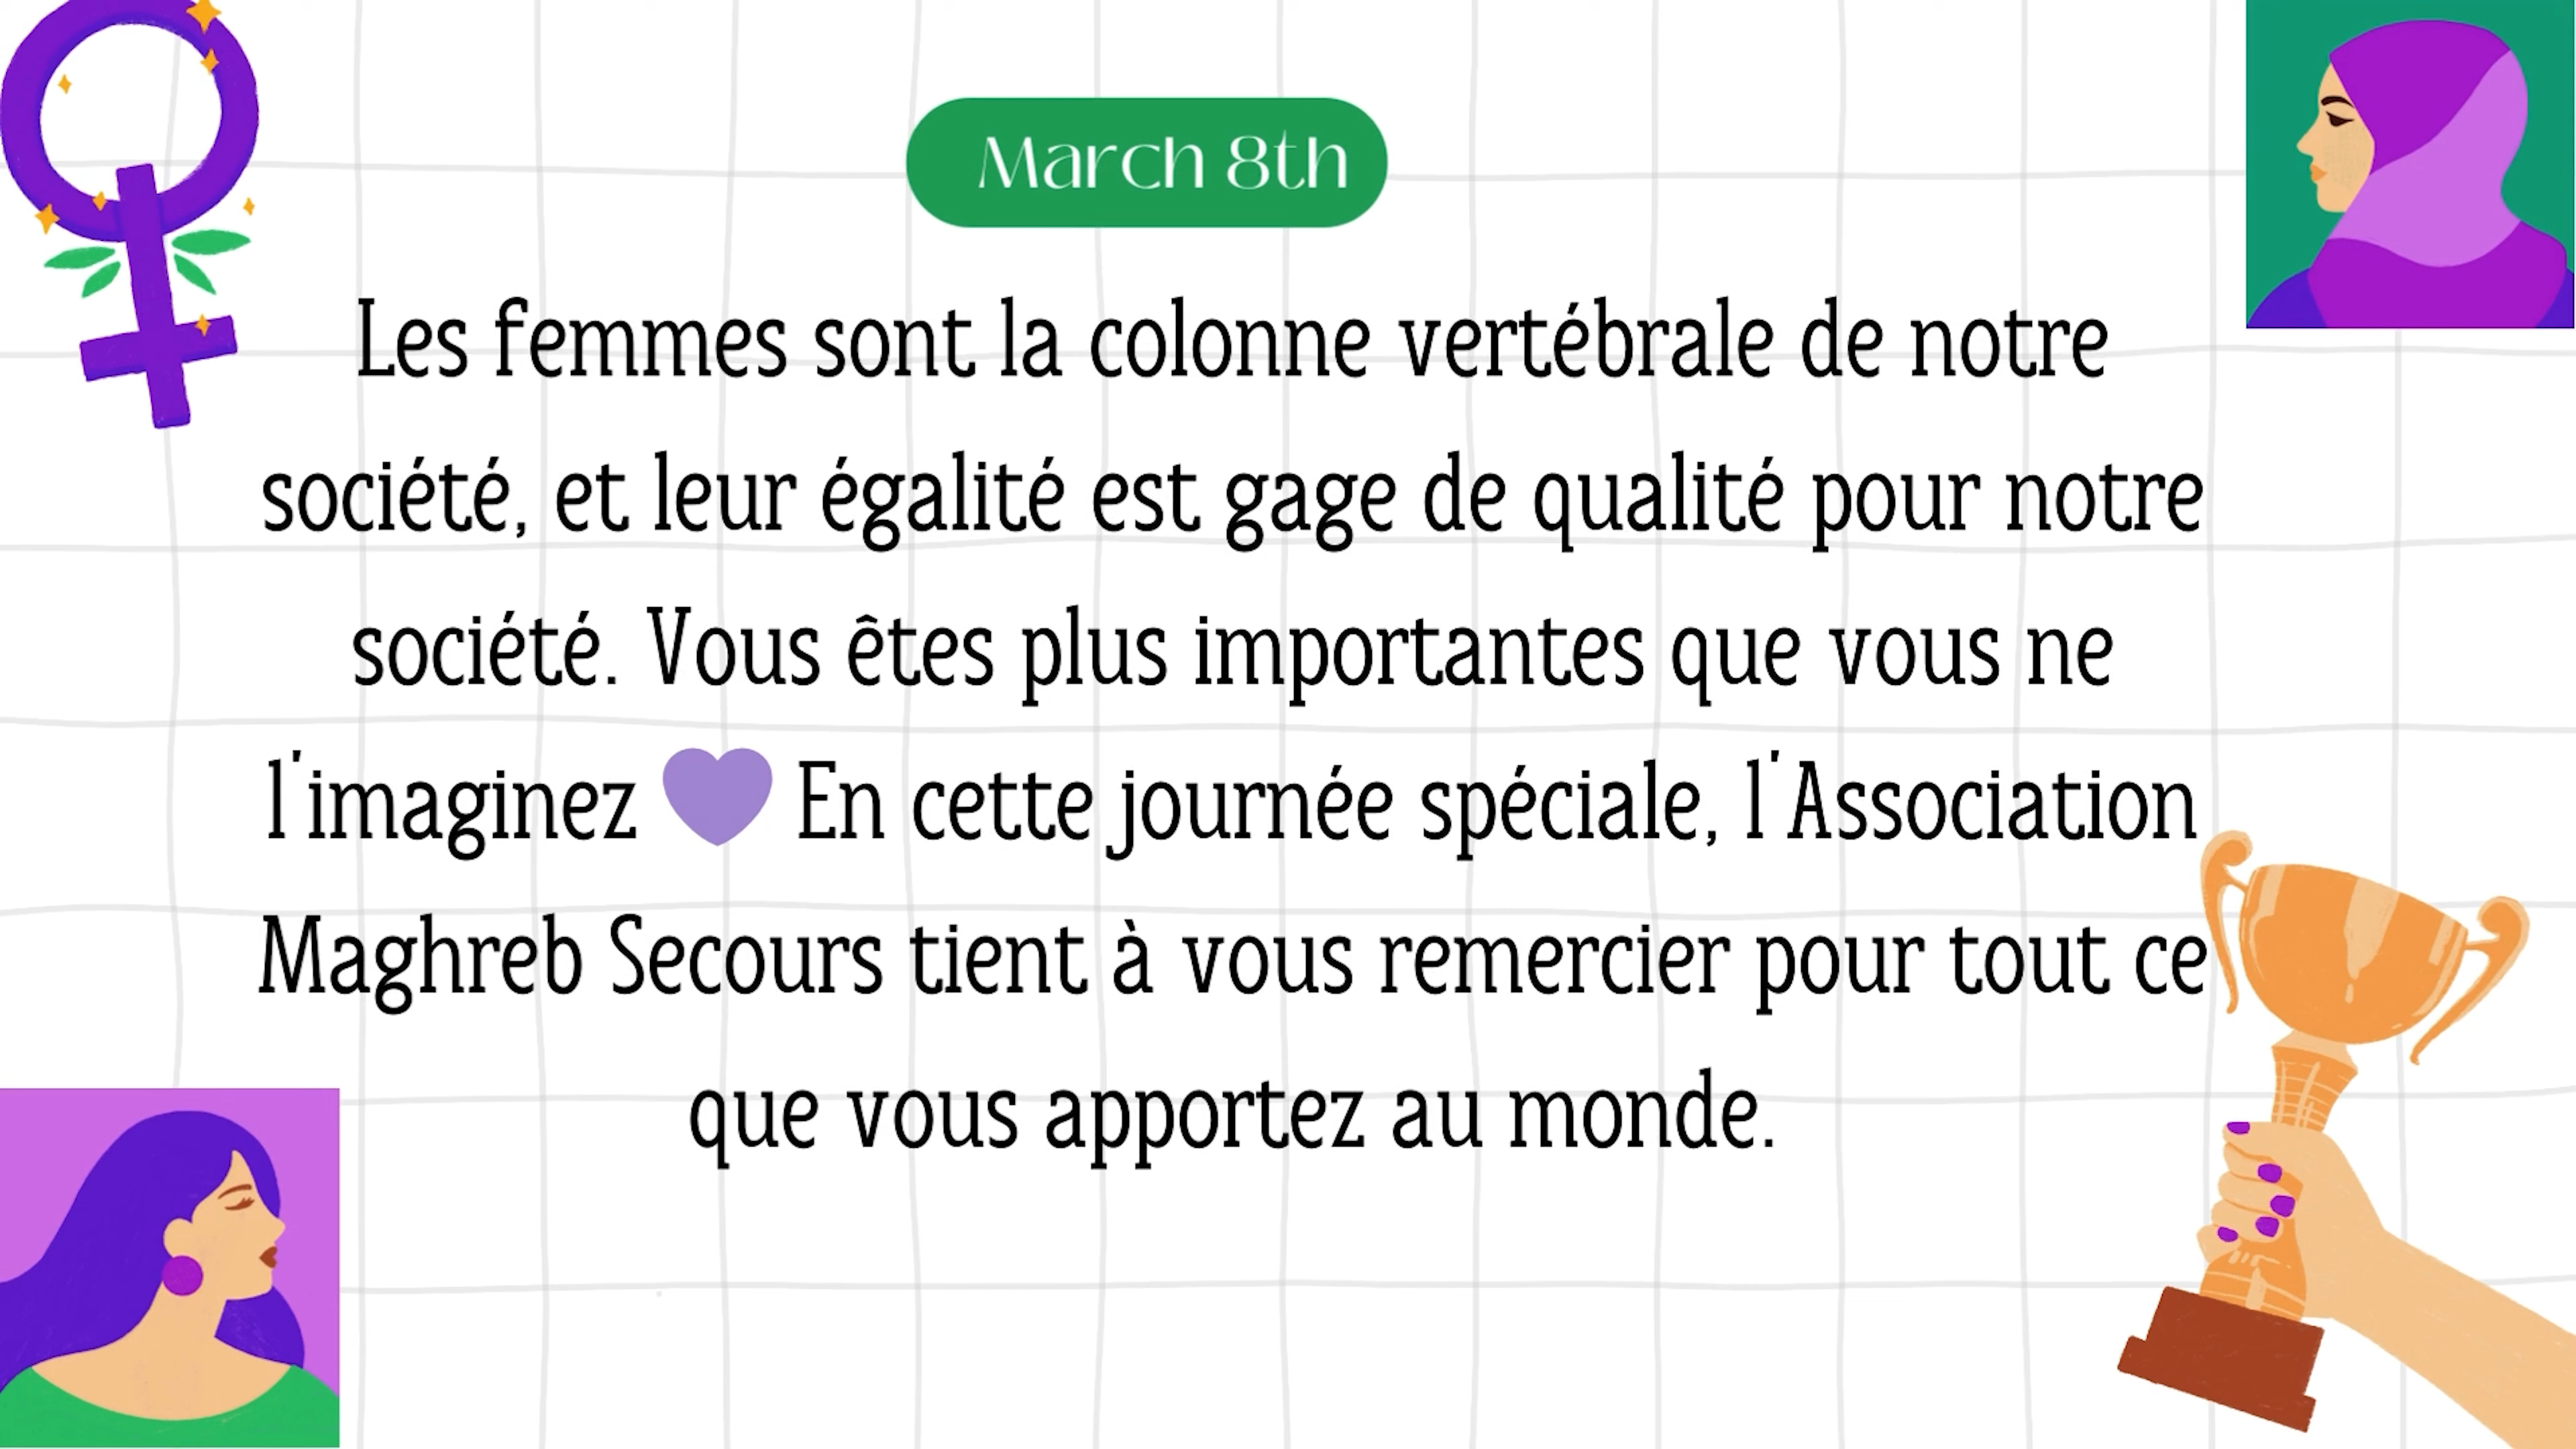 March 8th
Les femmes sont la colonne vertébrale de notre
société, et leur égalité est gage de qualité pour notre
société. Vous êtes plus importantes que vous ne
l'imaginez 💜 En cette journée spéciale, l'Association
Maghreb Secours tient à vous remercier pour tout ce
que vous apportez au monde.